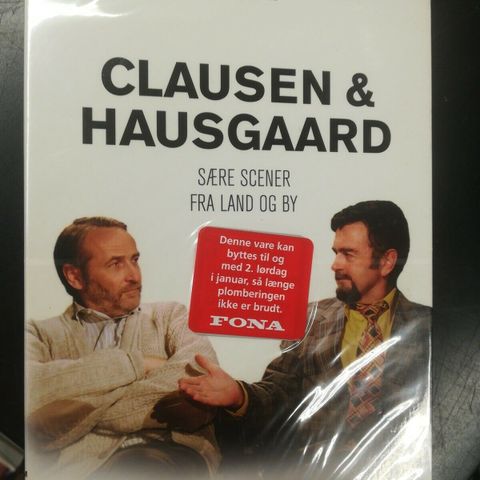 CLAUSEN &
HAUSGAARD
SÆRE SCENER
FRA LAND OG BY
Denne vare kan
byttes til og
med 2. lørdag
i januar, så længe
plomberingen
ikke er brudt.
FONA